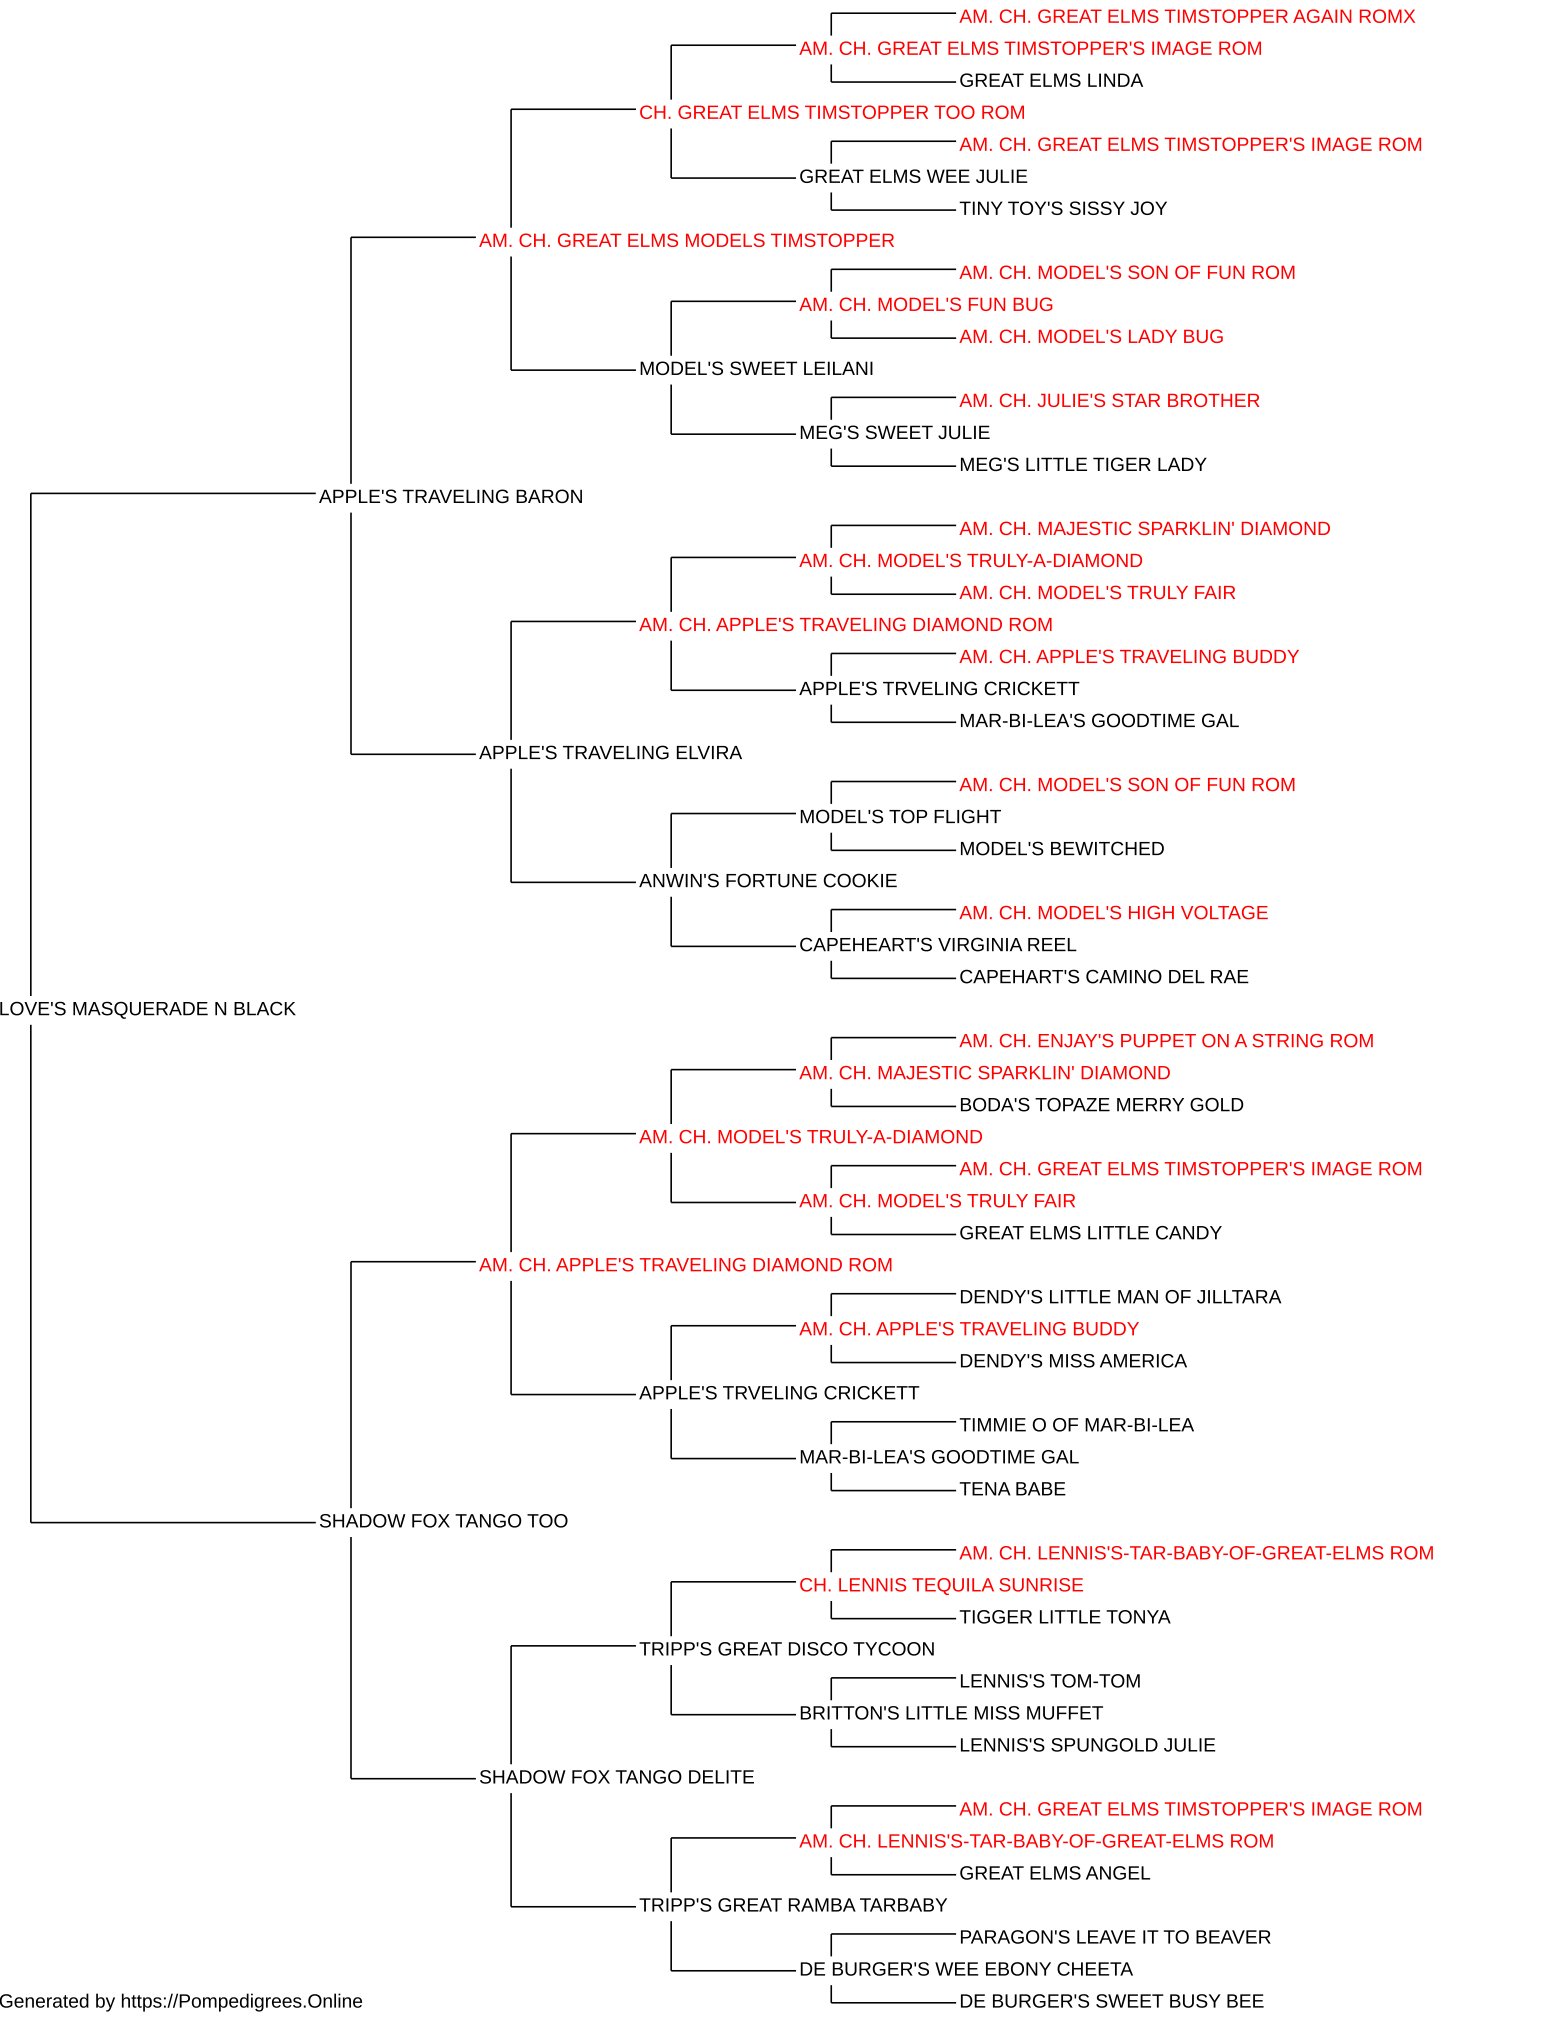 AM. CH. GREAT ELMS TIMSTOPPER AGAIN ROMX
AM. CH. GREAT ELMS TIMSTOPPER'S IMAGE ROM
GREAT ELMS LINDA
CH. GREAT ELMS TIMSTOPPER TOO ROM
AM. CH. GREAT ELMS TIMSTOPPER'S IMAGE ROM
GREAT ELMS WEE JULIE
TINY TOY'S SISSY JOY
AM. CH. GREAT ELMS MODELS TIMSTOPPER
AM. CH. MODEL'S SON OF FUN ROM
AM. CH. MODEL'S FUN BUG
AM. CH. MODEL'S LADY BUG
MODEL'S SWEET LEILANI
AM. CH. JULIE'S STAR BROTHER
MEG'S SWEET JULIE
MEG'S LITTLE TIGER LADY
APPLE'S TRAVELING BARON
AM. CH. MAJESTIC SPARKLIN' DIAMOND
AM. CH. MODEL'S TRULY-A-DIAMOND
AM. CH. MODEL'S TRULY FAIR
AM. CH. APPLE'S TRAVELING DIAMOND ROM
AM. CH. APPLE'S TRAVELING BUDDY
APPLE'S TRVELING CRICKETT
MAR-BI-LEA'S GOODTIME GAL
APPLE'S TRAVELING ELVIRA
AM. CH. MODEL'S SON OF FUN ROM
MODEL'S TOP FLIGHT
MODEL'S BEWITCHED
ANWIN'S FORTUNE COOKIE
AM. CH. MODEL'S HIGH VOLTAGE
CAPEHEART'S VIRGINIA REEL
CAPEHART'S CAMINO DEL RAE
LOVE'S MASQUERADE N BLACK
AM. CH. ENJAY'S PUPPET ON A STRING ROM
AM. CH. MAJESTIC SPARKLIN' DIAMOND
BODA'S TOPAZE MERRY GOLD
AM. CH. MODEL'S TRULY-A-DIAMOND
AM. CH. GREAT ELMS TIMSTOPPER'S IMAGE ROM
AM. CH. MODEL'S TRULY FAIR
GREAT ELMS LITTLE CANDY
AM. CH. APPLE'S TRAVELING DIAMOND ROM
DENDY'S LITTLE MAN OF JILLTARA
AM. CH. APPLE'S TRAVELING BUDDY
DENDY'S MISS AMERICA
APPLE'S TRVELING CRICKETT
TIMMIE O OF MAR-BI-LEA
MAR-BI-LEA'S GOODTIME GAL
TENA BABE
SHADOW FOX TANGO TOO
AM. CH. LENNIS'S-TAR-BABY-OF-GREAT-ELMS ROM
CH. LENNIS TEQUILA SUNRISE
TIGGER LITTLE TONYA
TRIPP'S GREAT DISCO TYCOON
LENNIS'S TOM-TOM
BRITTON'S LITTLE MISS MUFFET
LENNIS'S SPUNGOLD JULIE
SHADOW FOX TANGO DELITE
AM. CH. GREAT ELMS TIMSTOPPER'S IMAGE ROM
AM. CH. LENNIS'S-TAR-BABY-OF-GREAT-ELMS ROM
GREAT ELMS ANGEL
TRIPP'S GREAT RAMBA TARBABY
PARAGON'S LEAVE IT TO BEAVER
DE BURGER'S WEE EBONY CHEETA
DE BURGER'S SWEET BUSY BEE
Generated by https://Pompedigrees.Online